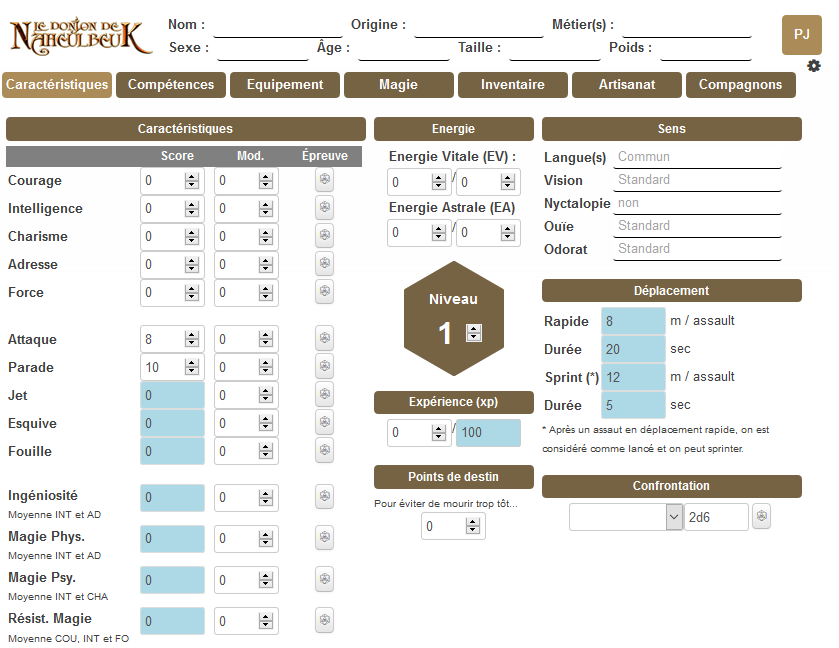 LE DONJON DE
NAHEULBEUK
Nom : Origine : Métier(s) :
Sexe : Âge : Taille : Poids :
PJ
Caractéristiques Compétences Equipement Magie Inventaire Artisanat Compagnons
Caractéristiques
Score Mod. Épreuve
Courage 0 0
Intelligence 0 0
Charisme 0 0
Adresse 0 0
Force 0 0
Attaque 8 0
Parade 10 0
Jet 0 0
Esquive 0 0
Fouille 0 0
Ingéniosité 0 0
Moyenne INT et AD
Magie Phys. 0 0
Moyenne INT et AD
Magie Psy. 0 0
Moyenne INT et CHA
Résist. Magie 0 0
Moyenne COU, INT et FO
Energie
Energie Vitale (EV) :
0 / 0
Energie Astrale (EA)
0 / 0
Niveau
1
Expérience (xp)
0 / 100
Points de destin
Pour éviter de mourir trop tôt...
0
Sens
Langue(s) Commun
Vision Standard
Nyctalopie non
Ouïe Standard
Odorat Standard
Déplacement
Rapide 8 m / assault
Durée 20 sec
Sprint (*) 12 m / assault
Durée 5 sec
* Après un assaut en déplacement rapide, on est
considéré comme lancé et on peut sprinter.
Confrontation
2d6